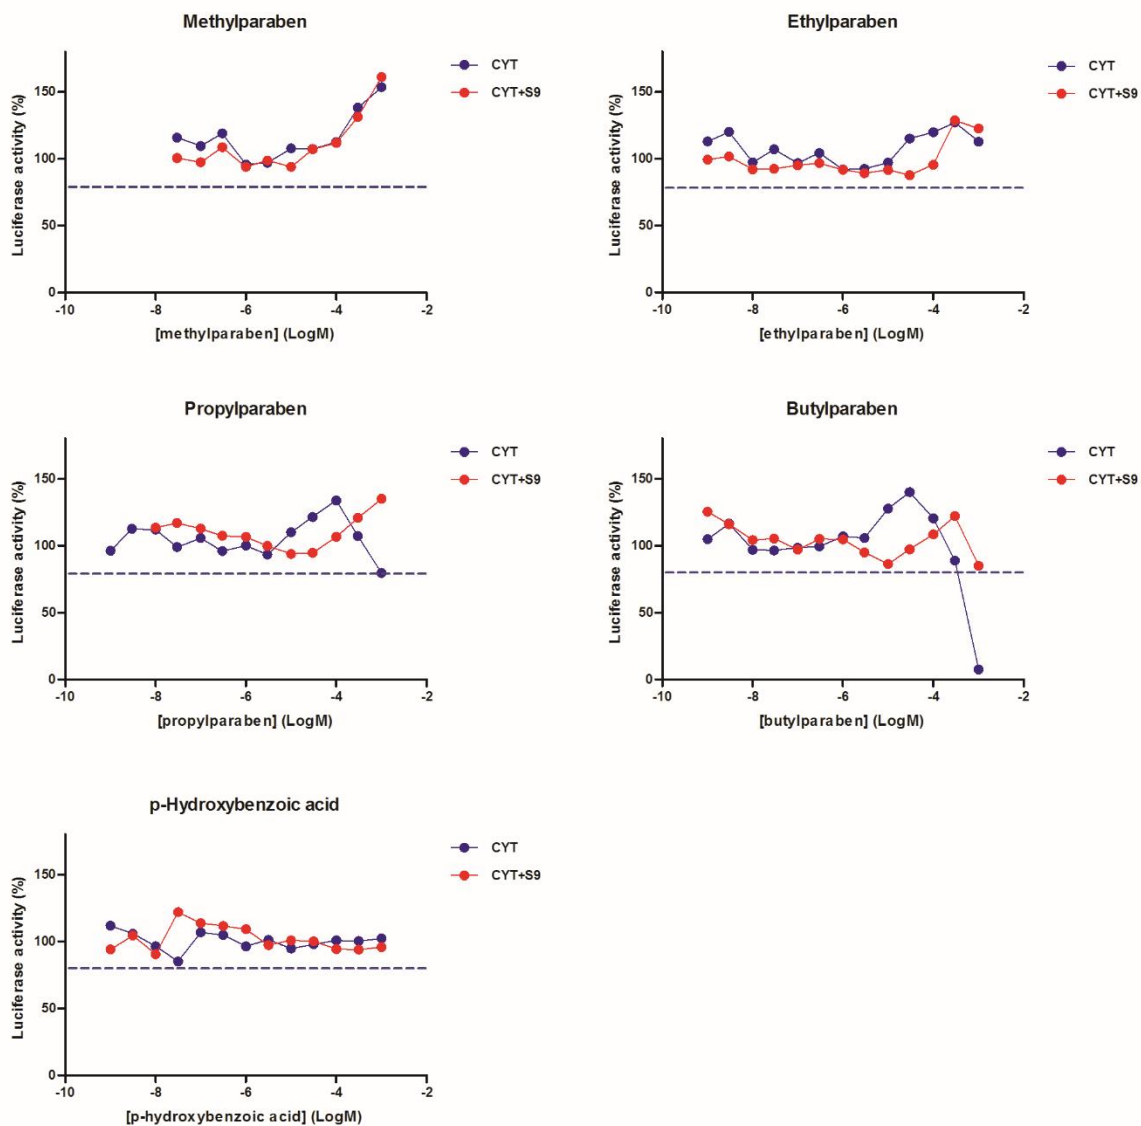 Methylparaben
Luciferase activity (%)
150
100
50
0
-10
-8
-6
-4
-2
[methylparaben] (LogM)
CYT
CYT+S9
Ethylparaben
Luciferase activity (%)
150
100
50
0
-10
-8
-6
-4
-2
[ethylparaben] (LogM)
CYT
CYT+S9
Propylparaben
Luciferase activity (%)
150
100
50
0
-10
-8
-6
-4
-2
[propylparaben] (LogM)
CYT
CYT+S9
Butylparaben
Luciferase activity (%)
150
100
50
0
-10
-8
-6
-4
-2
[butylparaben] (LogM)
CYT
CYT+S9
p-Hydroxybenzoic acid
Luciferase activity (%)
150
100
50
0
-10
-8
-6
-4
-2
[p-hydroxybenzoic acid] (LogM)
CYT
CYT+S9